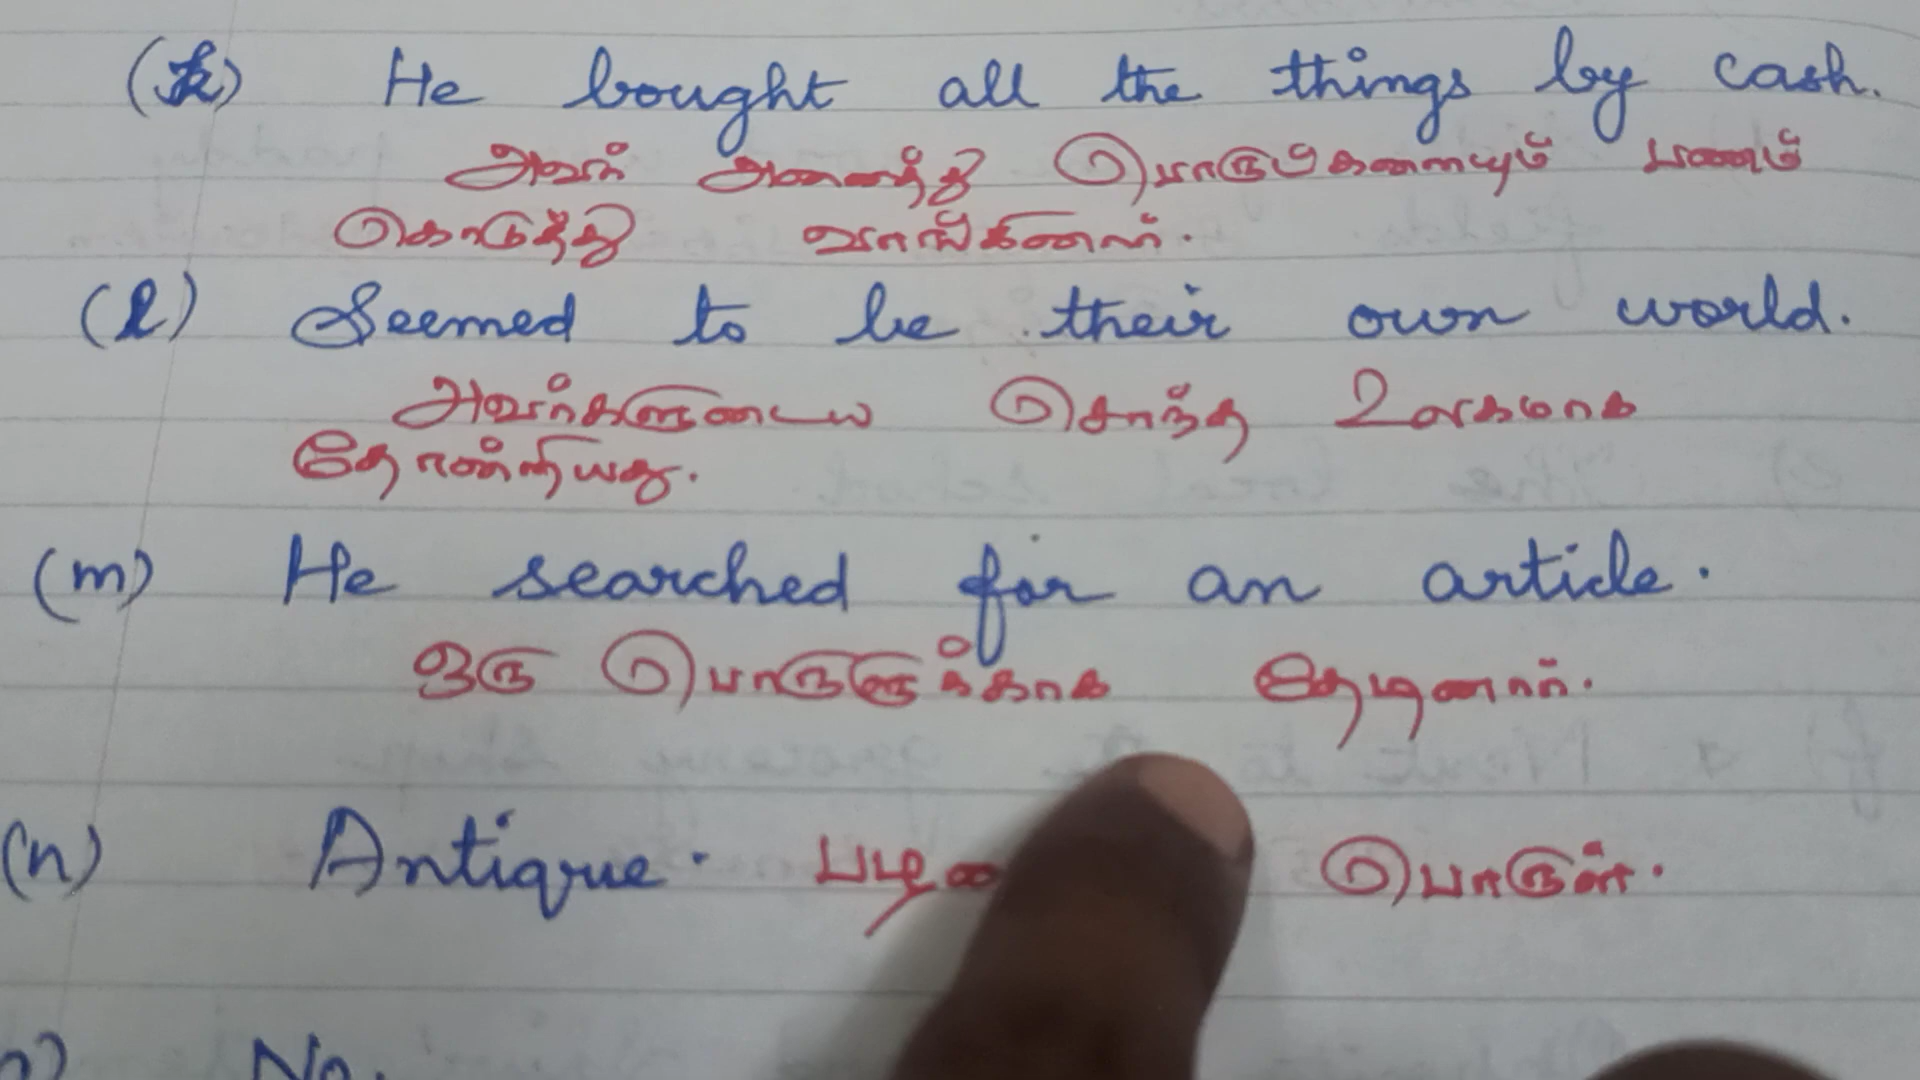 (k) He bought all the things by cash.
அவர் அனைத்து பொருட்களையும் பணம்
கொடுத்து வாங்கினார்.
(l) Seemed to be their own world.
அவர்களுடைய சொந்த உலகமாக
தோன்றியது.
(m) He searched for an article.
ஒரு பொருளுக்காக தேடினார்.
(n) Antique. பொருள்.
No.